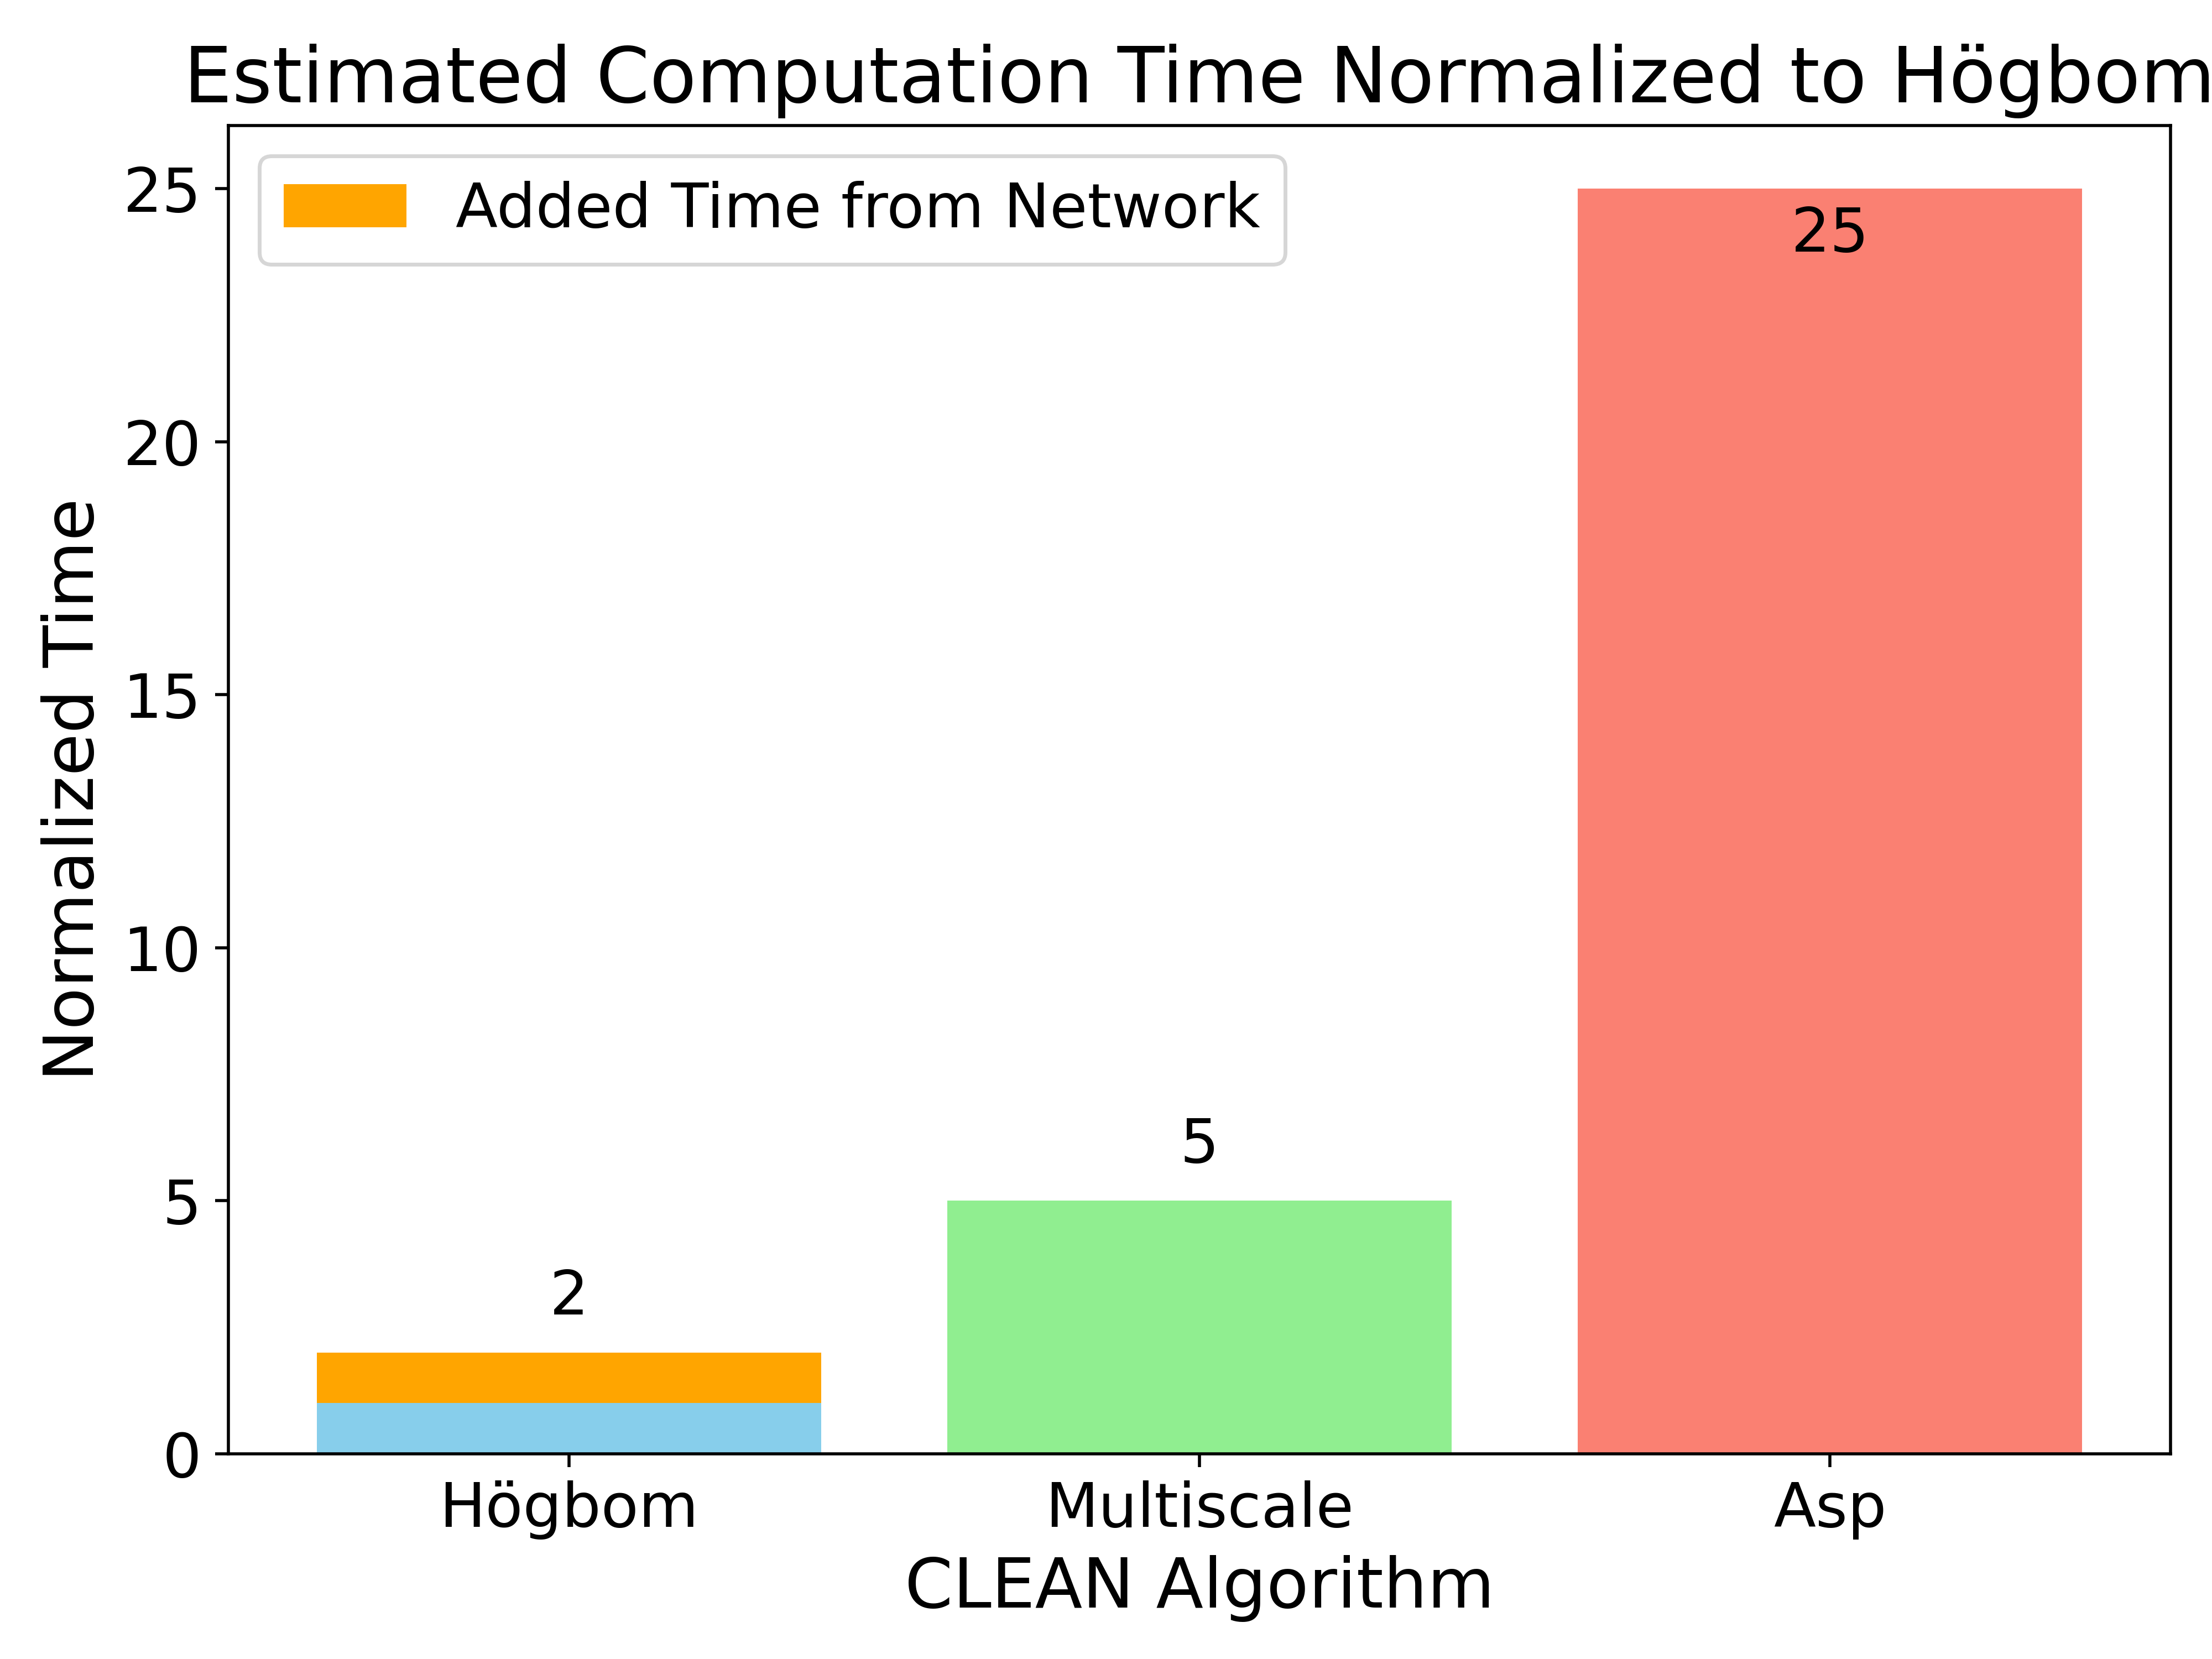 Estimated Computation Time Normalized to Högbom
Added Time from Network
25
20
15
10
5
0
Normalized Time
2
5
25
Högbom
Multiscale
Asp
CLEAN Algorithm